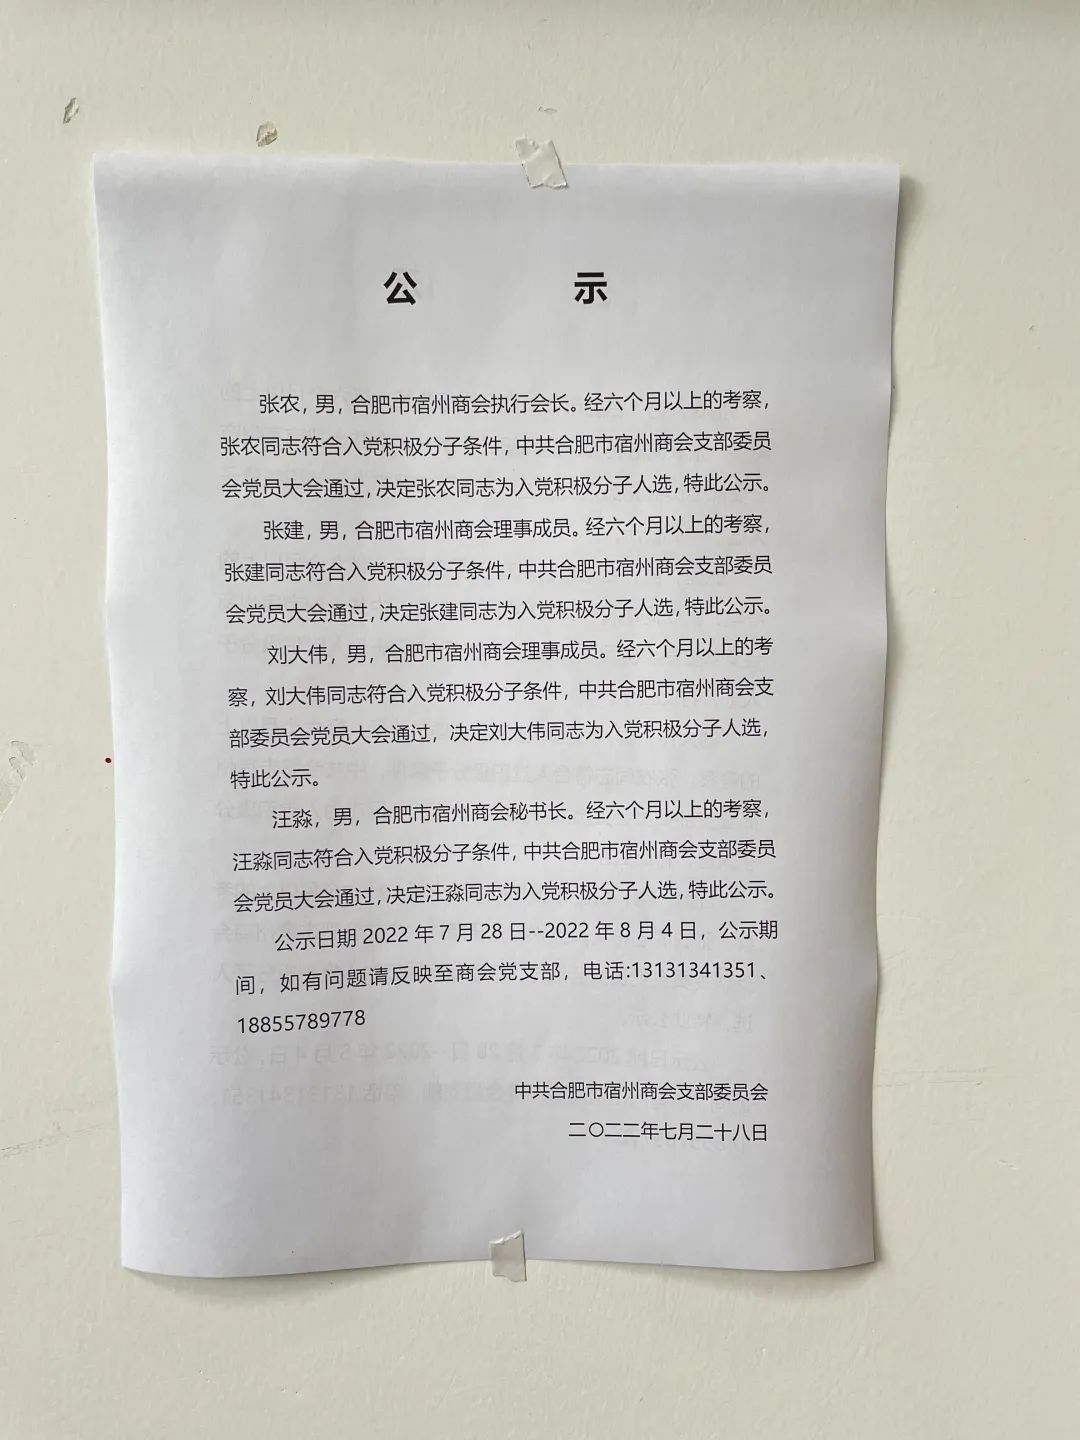 公 示
张农，男，合肥市宿州商会执行会长。经六个月以上的考察，
张农同志符合入党积极分子条件，中共合肥市宿州商会支部委员
会党员大会通过，决定张农同志为入党积极分子人选，特此公示。
张建，男，合肥市宿州商会理事成员。经六个月以上的考察，
张建同志符合入党积极分子条件，中共合肥市宿州商会支部委员
会党员大会通过，决定张建同志为入党积极分子人选，特此公示。
刘大伟，男，合肥市宿州商会理事成员。经六个月以上的考
察，刘大伟同志符合入党积极分子条件，中共合肥市宿州商会支
部委员会党员大会通过，决定刘大伟同志为入党积极分子人选，
特此公示。
汪淼，男，合肥市宿州商会秘书长。经六个月以上的考察，
汪淼同志符合入党积极分子条件，中共合肥市宿州商会支部委员
会党员大会通过，决定汪淼同志为入党积极分子人选，特此公示。
公示日期 2022 年 7 月 28 日--2022 年 8 月 4 日，公示期
间，如有问题请反映至商会党支部，电话:13131341351、
18855789778
中共合肥市宿州商会支部委员会
二〇二二年七月二十八日